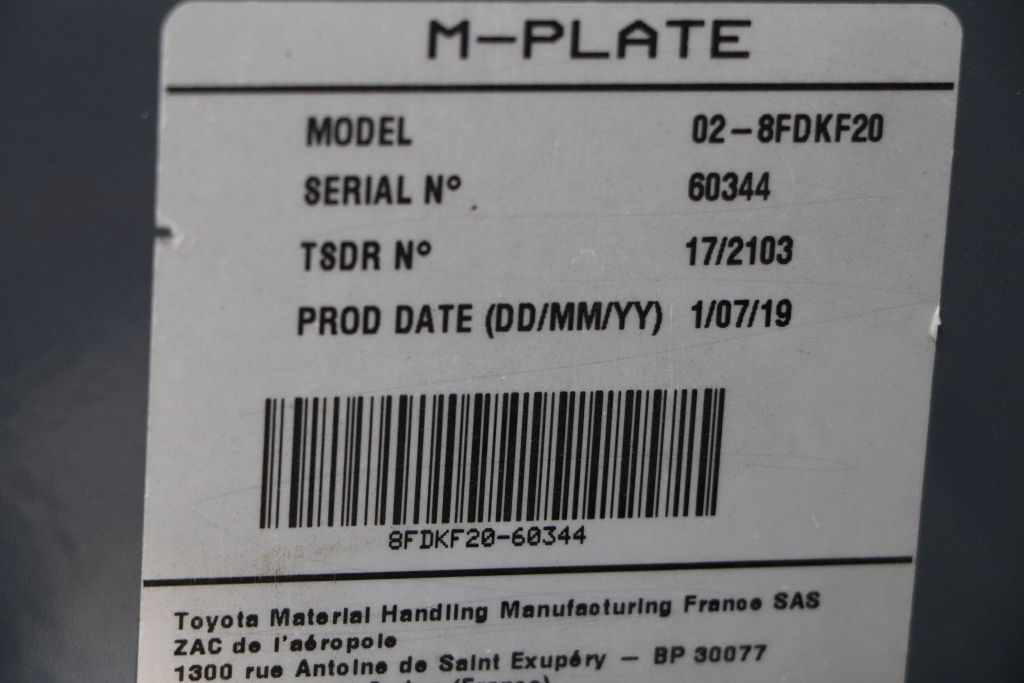 M-PLATE
MODEL 02-8FDKF20
SERIAL N° 60344
TSDR N° 17/2103
PROD DATE (DD/MM/YY) 1/07/19
8FDKF20-60344
Toyota Material Handling Manufacturing France SAS
ZAC de l'aéropole
1300 rue Antoine de Saint Exupéry – BP 30077
(France)